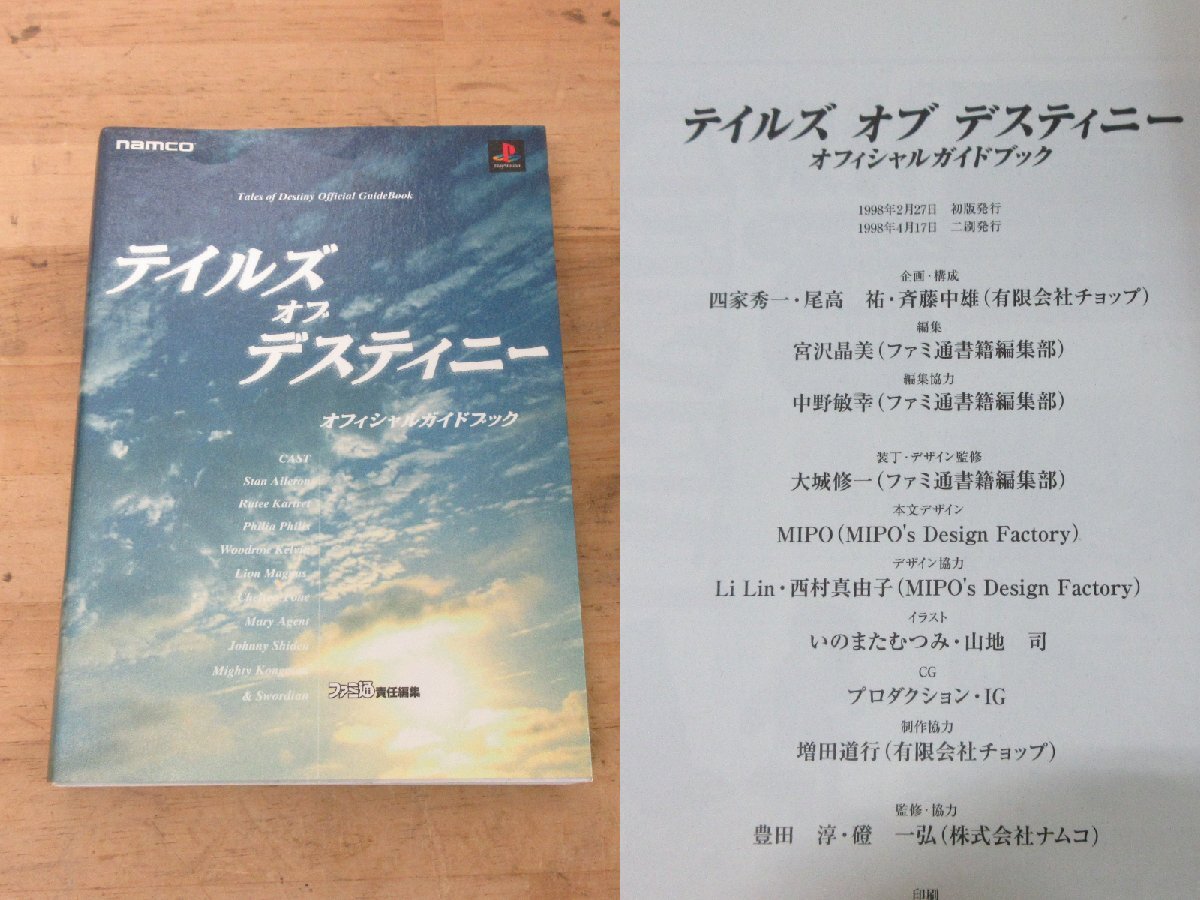 namco
PlayStation
Tales of Destiny Official GuideBook
テイルズ
オブ
デスティニー
オフィシャルガイドブック
CAST
Stan Aileron
Rutee Kartret
Philia Philis
Woodrow Kelvin
Lion Magnus
Chelsea Tone
Mary Agent
Johnny Shiden
Mighty Kongman
& Swordian
ファミ通 責任編集
テイルズ オブ デスティニー
オフィシャルガイドブック
1998年2月27日 初版発行
1998年4月17日 二刷発行
企画・構成
四家秀一・尾高 祐・斉藤中雄(有限会社チョップ)
編集
宮沢晶美(ファミ通書籍編集部)
編集協力
中野敏幸(ファミ通書籍編集部)
装丁・デザイン監修
大城修一(ファミ通書籍編集部)
本文デザイン
MIPO(MIPO's Design Factory)
デザイン協力
Li Lin・西村真由子(MIPO's Design Factory)
イラスト
いのまたむつみ・山地 司
CG
プロダクション・IG
制作協力
増田道行(有限会社チョップ)
監修・協力
豊田 淳・磴 一弘(株式会社ナムコ)
印刷